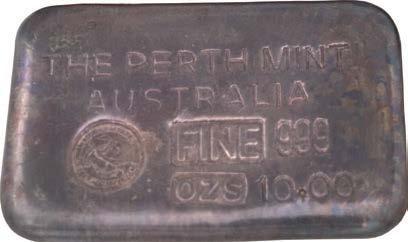 THE PERTH MINT
AUSTRALIA
FINE 999
OZS 10.00